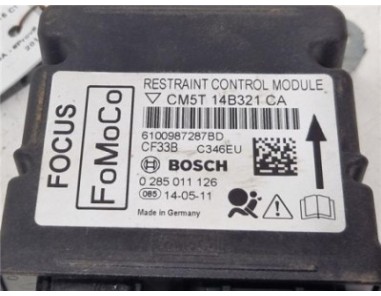 FOCUS
FoMoCo
RESTRAINT CONTROL MODULE
CM5T 14B321 CA
6100987287BD
CF33B C346EU
BOSCH
0 285 011 126
085 14-05-11
Made in Germany